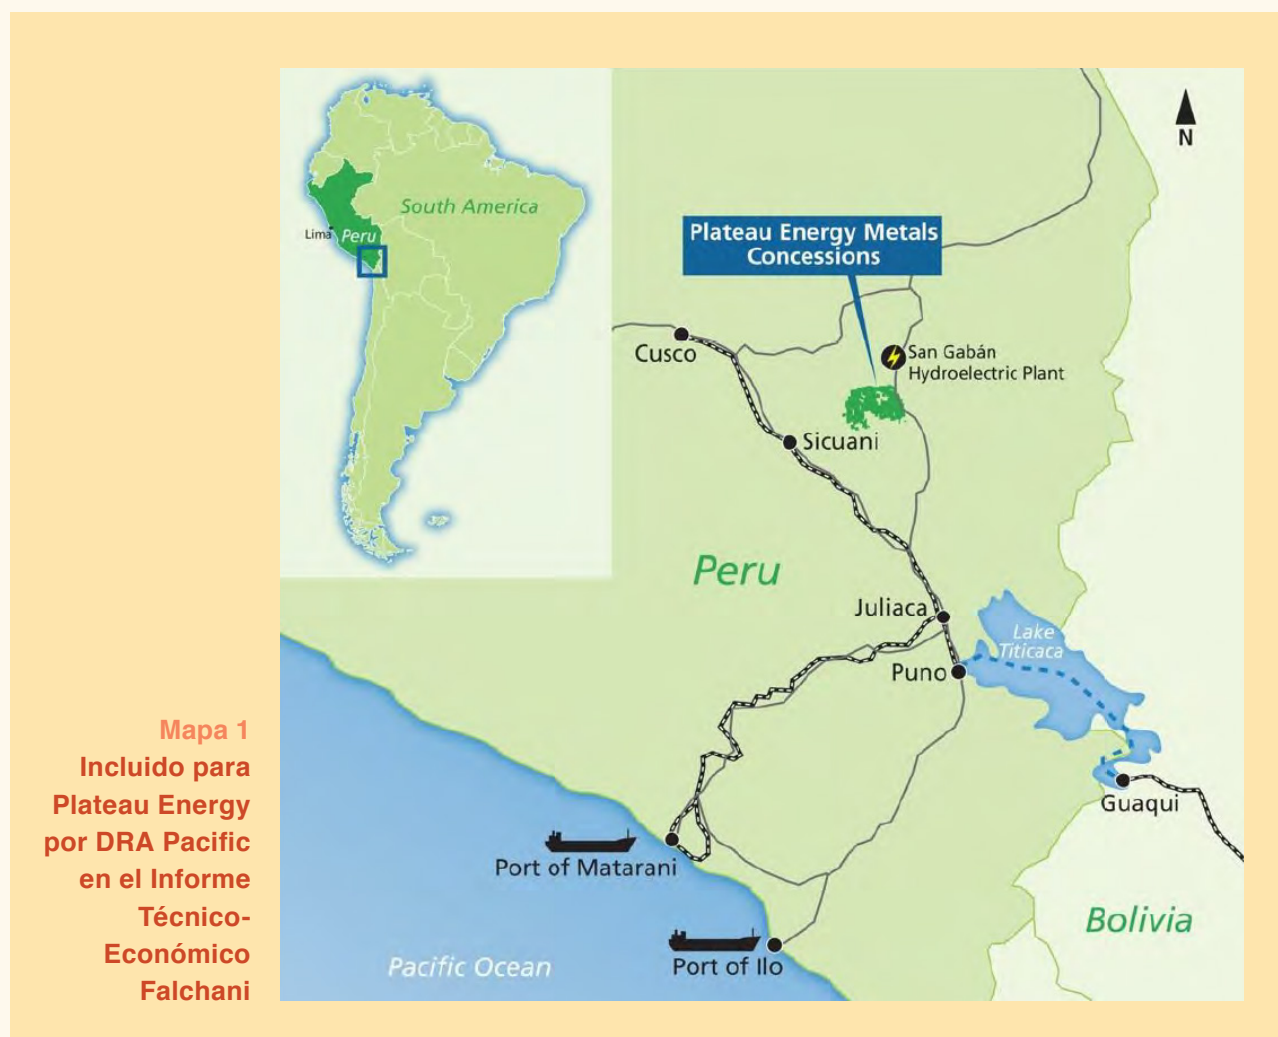 Mapa 1
Incluido para
Plateau Energy
por DRA Pacific
en el Informe
Técnico-
Económico
Falchani
South America
Lima
Peru
N
Plateau Energy Metals
Concessions
Cusco
San Gabán
Hydroelectric Plant
Sicuani
Peru
Juliaca
Lake
Titicaca
Puno
Guaqui
Port of Matarani
Bolivia
Pacific Ocean
Port of Ilo